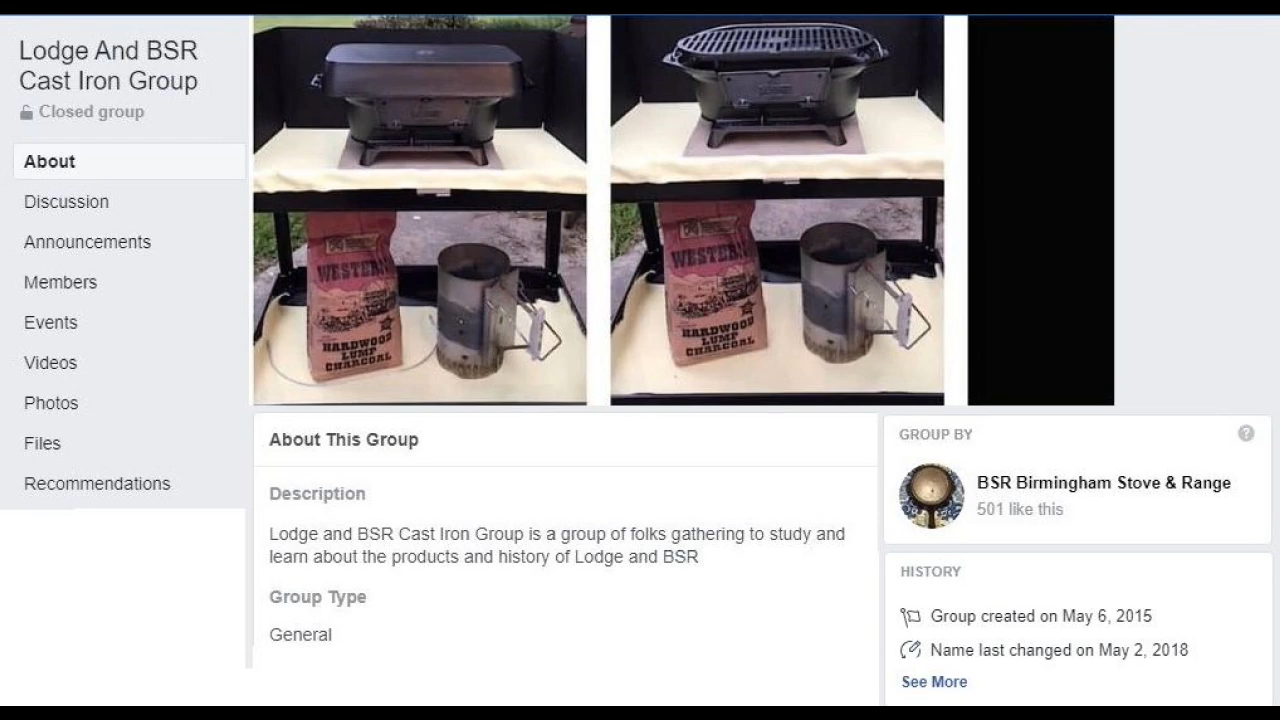 Lodge And BSR
Cast Iron Group
Closed group
About
Discussion
Announcements
Members
Events
Videos
Photos
Files
Recommendations
WESTERN
HARDWOOD
LUMP
CHARCOAL
WESTERN
HARDWOOD
LUMP
CHARCOAL
About This Group
Description
Lodge and BSR Cast Iron Group is a group of folks gathering to study and
learn about the products and history of Lodge and BSR
Group Type
General
GROUP BY
?
BSR Birmingham Stove & Range
501 like this
HISTORY
Group created on May 6, 2015
Name last changed on May 2, 2018
See More